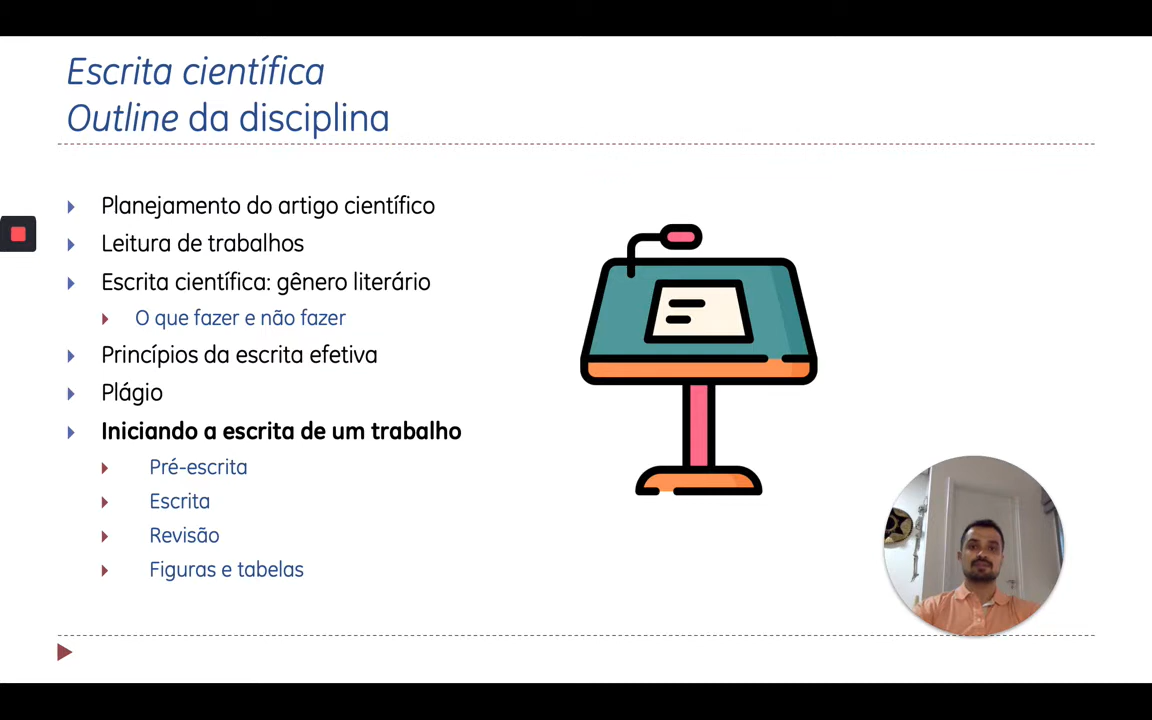 Escrita científica
Outline da disciplina
Planejamento do artigo científico
Leitura de trabalhos
Escrita científica: gênero literário
O que fazer e não fazer
Princípios da escrita efetiva
Plágio
Iniciando a escrita de um trabalho
Pré-escrita
Escrita
Revisão
Figuras e tabelas